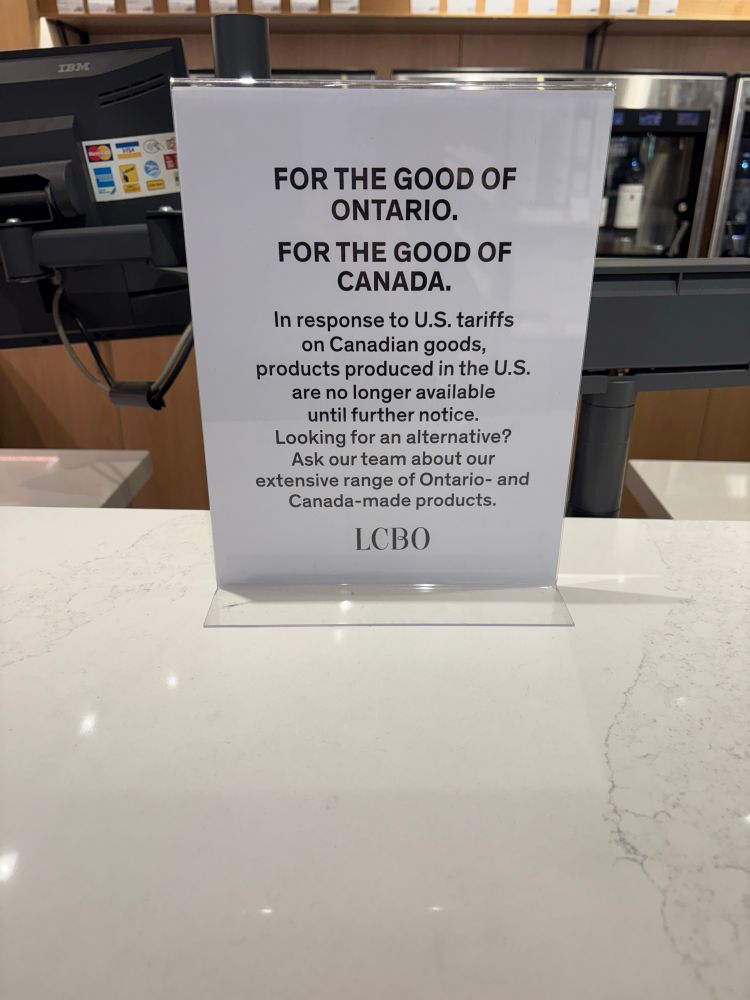 IBM
MasterCard
VISA
FOR THE GOOD OF
ONTARIO.
FOR THE GOOD OF
CANADA.
In response to U.S. tariffs
on Canadian goods,
products produced in the U.S.
are no longer available
until further notice.
Looking for an alternative?
Ask our team about our
extensive range of Ontario- and
Canada-made products.
LCBO